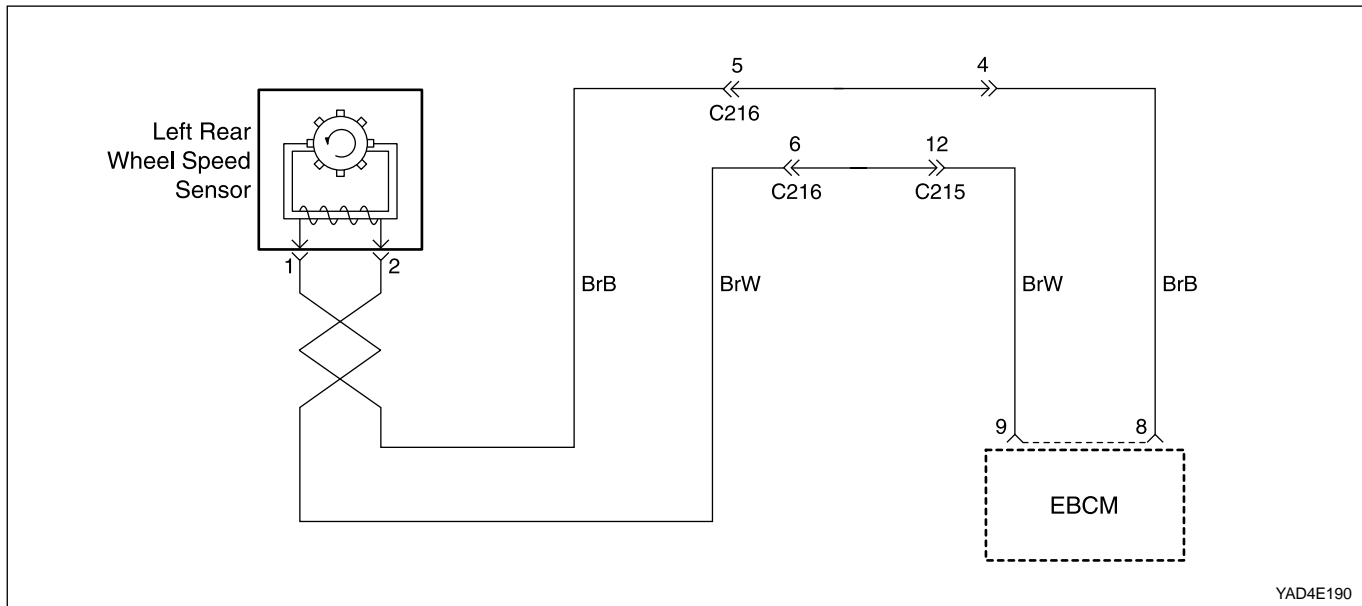 5
4
C216
Left Rear
Wheel Speed
Sensor
6
12
C216
C215
1
2
BrB
BrW
BrW
BrB
9
8
EBCM
YAD4E190